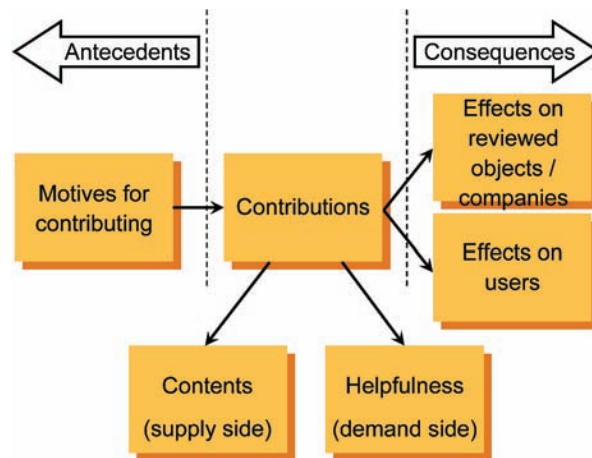 Antecedents
Consequences
Motives for
contributing
Contributions
Effects on
reviewed
objects /
companies
Effects on
users
Contents
(supply side)
Helpfulness
(demand side)